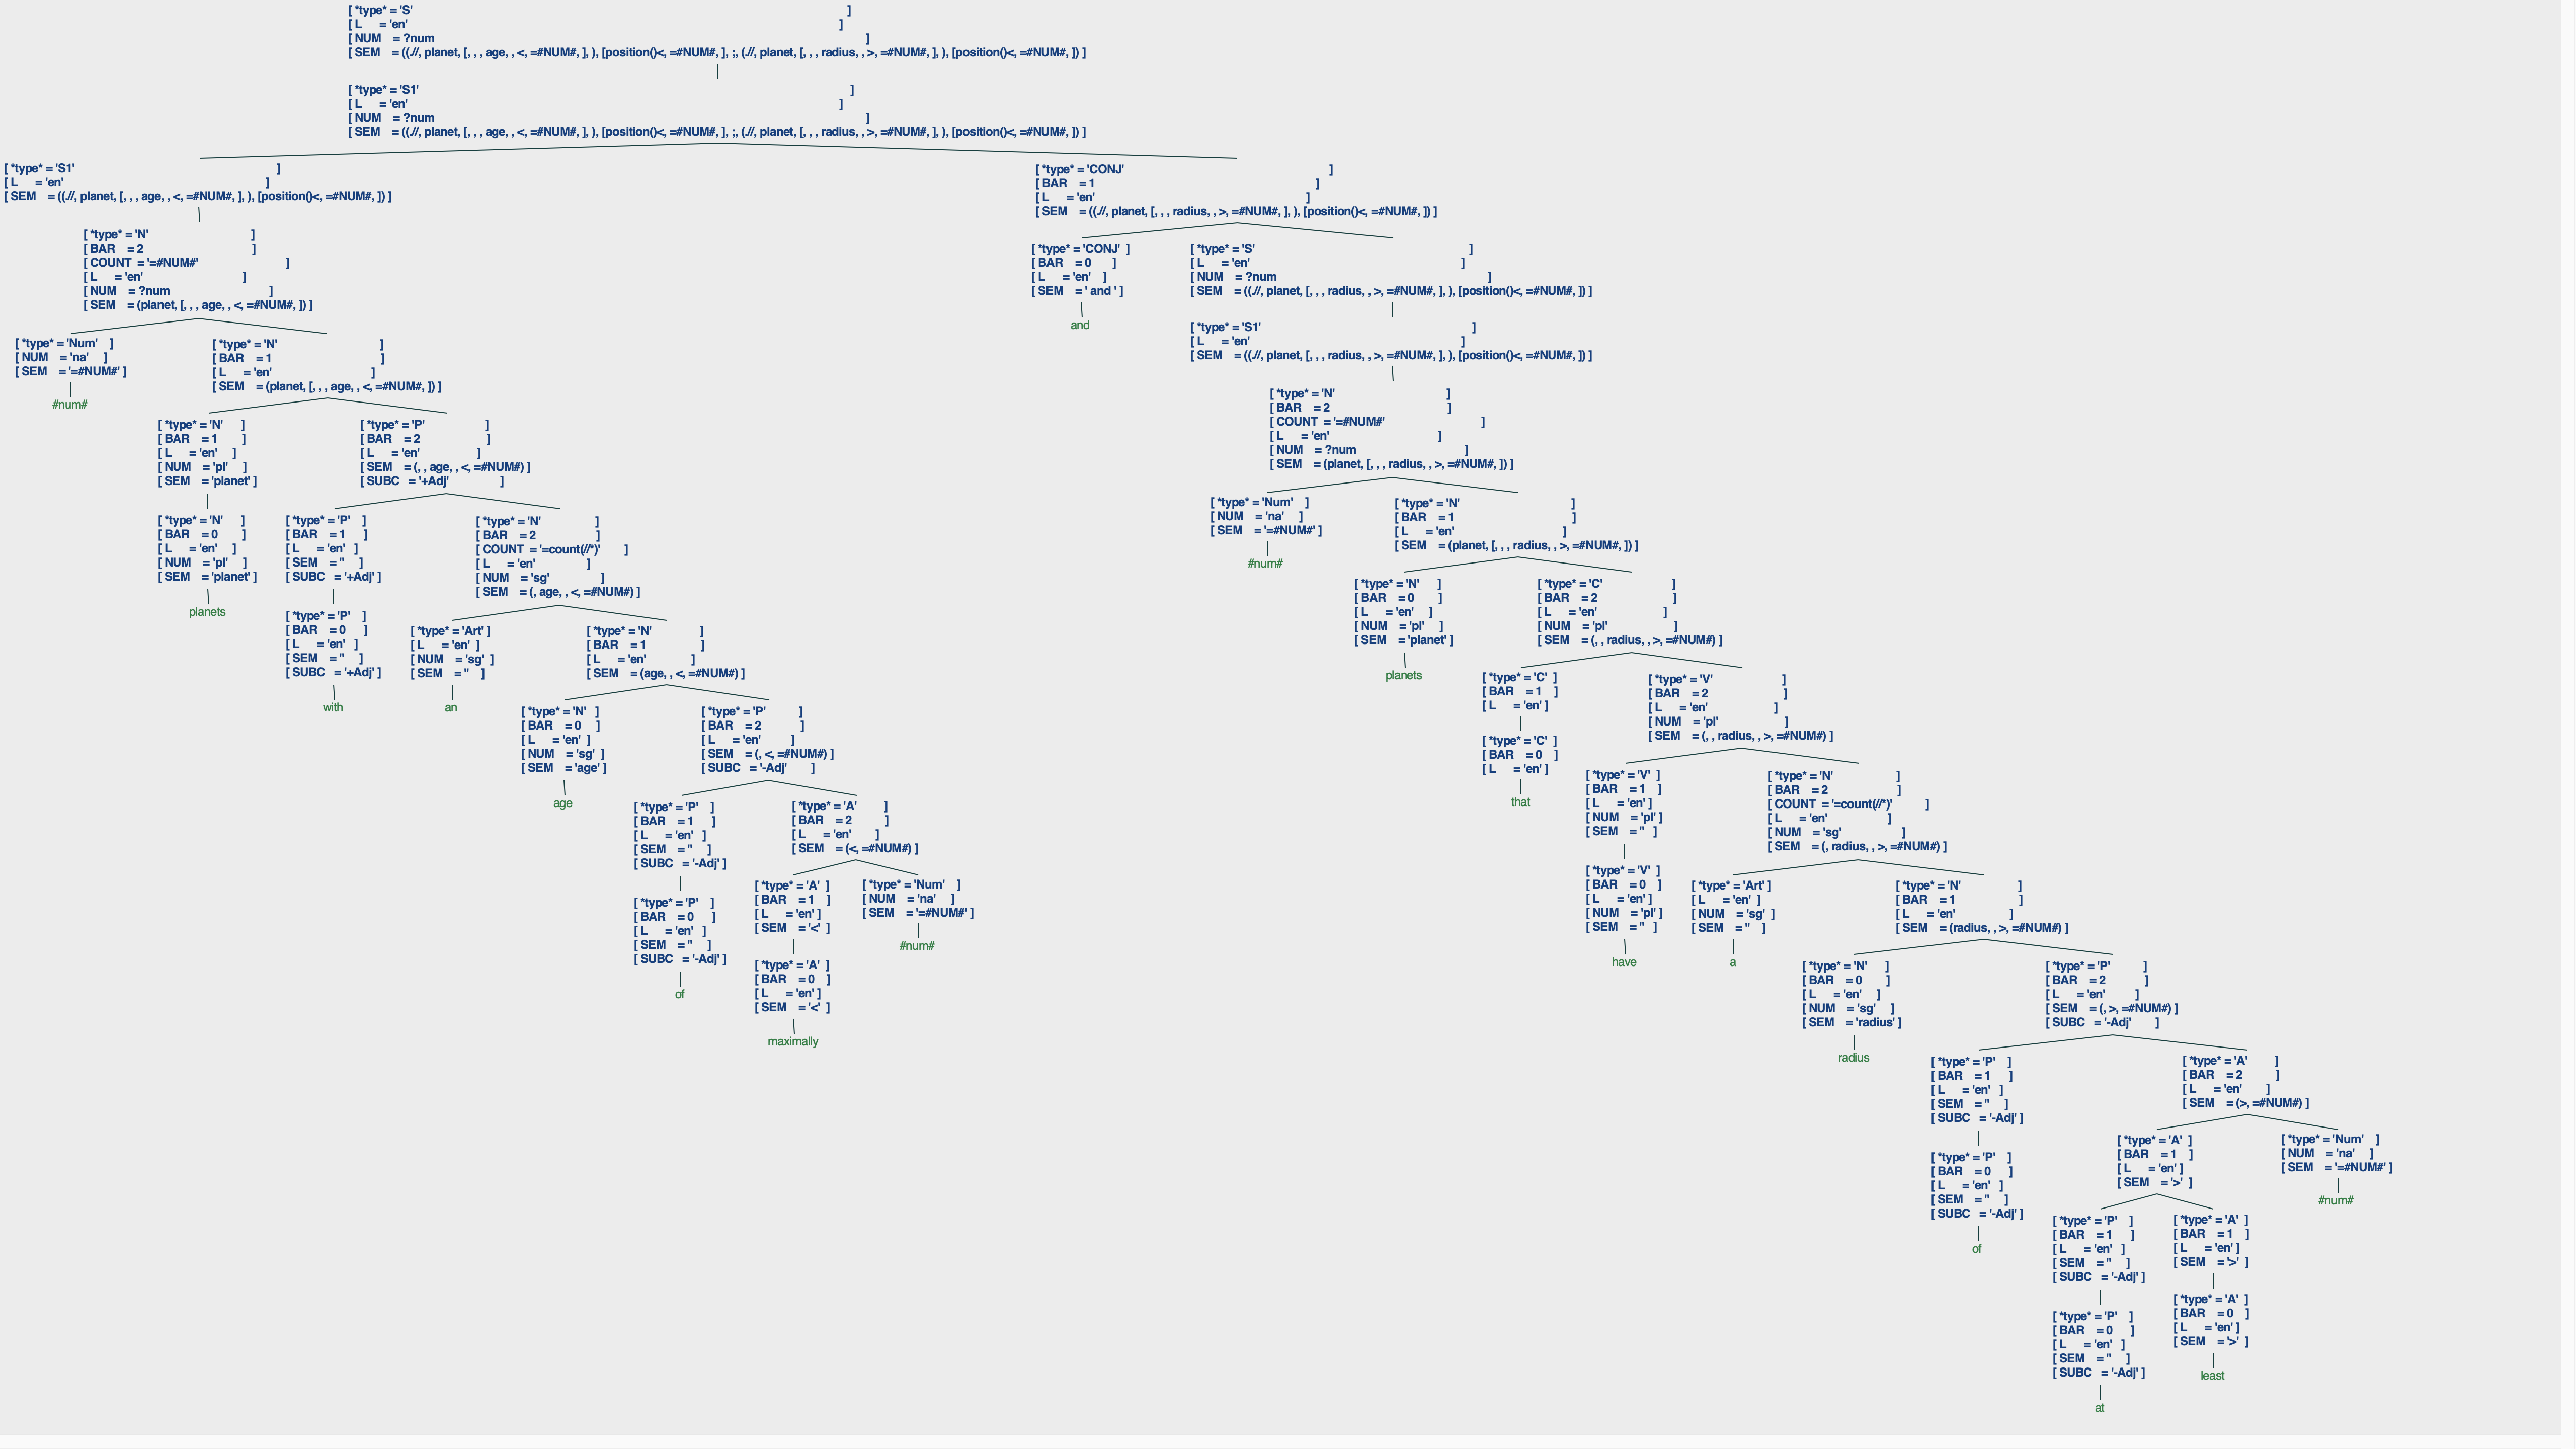 [ *type* = 'S' ]
[ L = 'en' ]
[ NUM = ?num ]
[ SEM = ((.//, planet, [, , , age, , <, =#NUM#, ], ), [position()<, =#NUM#, ], ;, (.//, planet, [, , , radius, , >, =#NUM#, ], ), [position()<, =#NUM#, ]) ]
[ *type* = 'S1' ]
[ L = 'en' ]
[ NUM = ?num ]
[ SEM = ((.//, planet, [, , , age, , <, =#NUM#, ], ), [position()<, =#NUM#, ], ;, (.//, planet, [, , , radius, , >, =#NUM#, ], ), [position()<, =#NUM#, ]) ]
[ *type* = 'S1' ]
[ L = 'en' ]
[ SEM = ((.//, planet, [, , , age, , <, =#NUM#, ], ), [position()<, =#NUM#, ]) ]
[ *type* = 'N' ]
[ BAR = 2 ]
[ COUNT = '=#NUM#' ]
[ L = 'en' ]
[ NUM = ?num ]
[ SEM = (planet, [, , , age, , <, =#NUM#, ]) ]
[ *type* = 'Num' ]
[ NUM = 'na' ]
[ SEM = '=#NUM#' ]
#num#
[ *type* = 'N' ]
[ BAR = 1 ]
[ L = 'en' ]
[ SEM = (planet, [, , , age, , <, =#NUM#, ]) ]
[ *type* = 'N' ]
[ BAR = 1 ]
[ L = 'en' ]
[ NUM = 'pl' ]
[ SEM = 'planet' ]
[ *type* = 'N' ]
[ BAR = 0 ]
[ L = 'en' ]
[ NUM = 'pl' ]
[ SEM = 'planet' ]
planets
[ *type* = 'P' ]
[ BAR = 2 ]
[ L = 'en' ]
[ SEM = (, , age, , <, =#NUM#) ]
[ SUBC = '+Adj' ]
[ *type* = 'P' ]
[ BAR = 1 ]
[ L = 'en' ]
[ SEM = '' ]
[ SUBC = '+Adj' ]
[ *type* = 'P' ]
[ BAR = 0 ]
[ L = 'en' ]
[ SEM = '' ]
[ SUBC = '+Adj' ]
with
[ *type* = 'N' ]
[ BAR = 2 ]
[ COUNT = '=count(//*)' ]
[ L = 'en' ]
[ NUM = 'sg' ]
[ SEM = (, age, , <, =#NUM#) ]
[ *type* = 'Art' ]
[ L = 'en' ]
[ NUM = 'sg' ]
[ SEM = '' ]
an
[ *type* = 'N' ]
[ BAR = 1 ]
[ L = 'en' ]
[ SEM = (age, , <, =#NUM#) ]
[ *type* = 'N' ]
[ BAR = 0 ]
[ L = 'en' ]
[ NUM = 'sg' ]
[ SEM = 'age' ]
age
[ *type* = 'P' ]
[ BAR = 2 ]
[ L = 'en' ]
[ SEM = (, <, =#NUM#) ]
[ SUBC = '-Adj' ]
[ *type* = 'P' ]
[ BAR = 1 ]
[ L = 'en' ]
[ SEM = '' ]
[ SUBC = '-Adj' ]
[ *type* = 'P' ]
[ BAR = 0 ]
[ L = 'en' ]
[ SEM = '' ]
[ SUBC = '-Adj' ]
of
[ *type* = 'A' ]
[ BAR = 2 ]
[ L = 'en' ]
[ SEM = (<, =#NUM#) ]
[ *type* = 'A' ]
[ BAR = 1 ]
[ L = 'en' ]
[ SEM = '<' ]
[ *type* = 'A' ]
[ BAR = 0 ]
[ L = 'en' ]
[ SEM = '<' ]
maximally
[ *type* = 'Num' ]
[ NUM = 'na' ]
[ SEM = '=#NUM#' ]
#num#
[ *type* = 'CONJ' ]
[ BAR = 1 ]
[ L = 'en' ]
[ SEM = ((.//, planet, [, , , radius, , >, =#NUM#, ], ), [position()<, =#NUM#, ]) ]
[ *type* = 'CONJ' ]
[ BAR = 0 ]
[ L = 'en' ]
[ SEM = ' and ' ]
and
[ *type* = 'S' ]
[ L = 'en' ]
[ NUM = ?num ]
[ SEM = ((.//, planet, [, , , radius, , >, =#NUM#, ], ), [position()<, =#NUM#, ]) ]
[ *type* = 'S1' ]
[ L = 'en' ]
[ SEM = ((.//, planet, [, , , radius, , >, =#NUM#, ], ), [position()<, =#NUM#, ]) ]
[ *type* = 'N' ]
[ BAR = 2 ]
[ COUNT = '=#NUM#' ]
[ L = 'en' ]
[ NUM = ?num ]
[ SEM = (planet, [, , , radius, , >, =#NUM#, ]) ]
[ *type* = 'Num' ]
[ NUM = 'na' ]
[ SEM = '=#NUM#' ]
#num#
[ *type* = 'N' ]
[ BAR = 1 ]
[ L = 'en' ]
[ SEM = (planet, [, , , radius, , >, =#NUM#, ]) ]
[ *type* = 'N' ]
[ BAR = 0 ]
[ L = 'en' ]
[ NUM = 'pl' ]
[ SEM = 'planet' ]
planets
[ *type* = 'C' ]
[ BAR = 2 ]
[ L = 'en' ]
[ NUM = 'pl' ]
[ SEM = (, , radius, , >, =#NUM#) ]
[ *type* = 'C' ]
[ BAR = 1 ]
[ L = 'en' ]
[ *type* = 'C' ]
[ BAR = 0 ]
[ L = 'en' ]
that
[ *type* = 'V' ]
[ BAR = 2 ]
[ L = 'en' ]
[ NUM = 'pl' ]
[ SEM = (, , radius, , >, =#NUM#) ]
[ *type* = 'V' ]
[ BAR = 1 ]
[ L = 'en' ]
[ NUM = 'pl' ]
[ SEM = '' ]
[ *type* = 'V' ]
[ BAR = 0 ]
[ L = 'en' ]
[ NUM = 'pl' ]
[ SEM = '' ]
have
[ *type* = 'N' ]
[ BAR = 2 ]
[ COUNT = '=count(//*)' ]
[ L = 'en' ]
[ NUM = 'sg' ]
[ SEM = (, radius, , >, =#NUM#) ]
[ *type* = 'Art' ]
[ L = 'en' ]
[ NUM = 'sg' ]
[ SEM = '' ]
a
[ *type* = 'N' ]
[ BAR = 1 ]
[ L = 'en' ]
[ SEM = (radius, , >, =#NUM#) ]
[ *type* = 'N' ]
[ BAR = 0 ]
[ L = 'en' ]
[ NUM = 'sg' ]
[ SEM = 'radius' ]
radius
[ *type* = 'P' ]
[ BAR = 2 ]
[ L = 'en' ]
[ SEM = (, >, =#NUM#) ]
[ SUBC = '-Adj' ]
[ *type* = 'P' ]
[ BAR = 1 ]
[ L = 'en' ]
[ SEM = '' ]
[ SUBC = '-Adj' ]
[ *type* = 'P' ]
[ BAR = 0 ]
[ L = 'en' ]
[ SEM = '' ]
[ SUBC = '-Adj' ]
of
[ *type* = 'A' ]
[ BAR = 2 ]
[ L = 'en' ]
[ SEM = (>, =#NUM#) ]
[ *type* = 'A' ]
[ BAR = 1 ]
[ L = 'en' ]
[ SEM = '>' ]
[ *type* = 'P' ]
[ BAR = 1 ]
[ L = 'en' ]
[ SEM = '' ]
[ SUBC = '-Adj' ]
[ *type* = 'P' ]
[ BAR = 0 ]
[ L = 'en' ]
[ SEM = '' ]
[ SUBC = '-Adj' ]
at
[ *type* = 'A' ]
[ BAR = 1 ]
[ L = 'en' ]
[ SEM = '>' ]
[ *type* = 'A' ]
[ BAR = 0 ]
[ L = 'en' ]
[ SEM = '>' ]
least
[ *type* = 'Num' ]
[ NUM = 'na' ]
[ SEM = '=#NUM#' ]
#num#